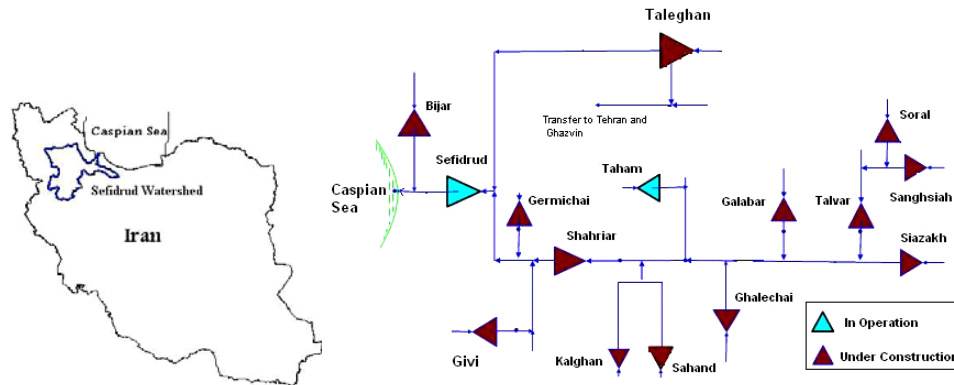 Caspian Sea
Sefidrud Watershed
Iran
Taleghan
Bijar
Transfer to Tehran and
Ghazvin
Soral
Sefidrud
Taham
Caspian
Sea
Germichai
Galabar
Talvar
Sanghsiah
Shahriar
Siazakh
Ghalechai
Givi
Kalghan
Sahand
In Operation
Under Construction